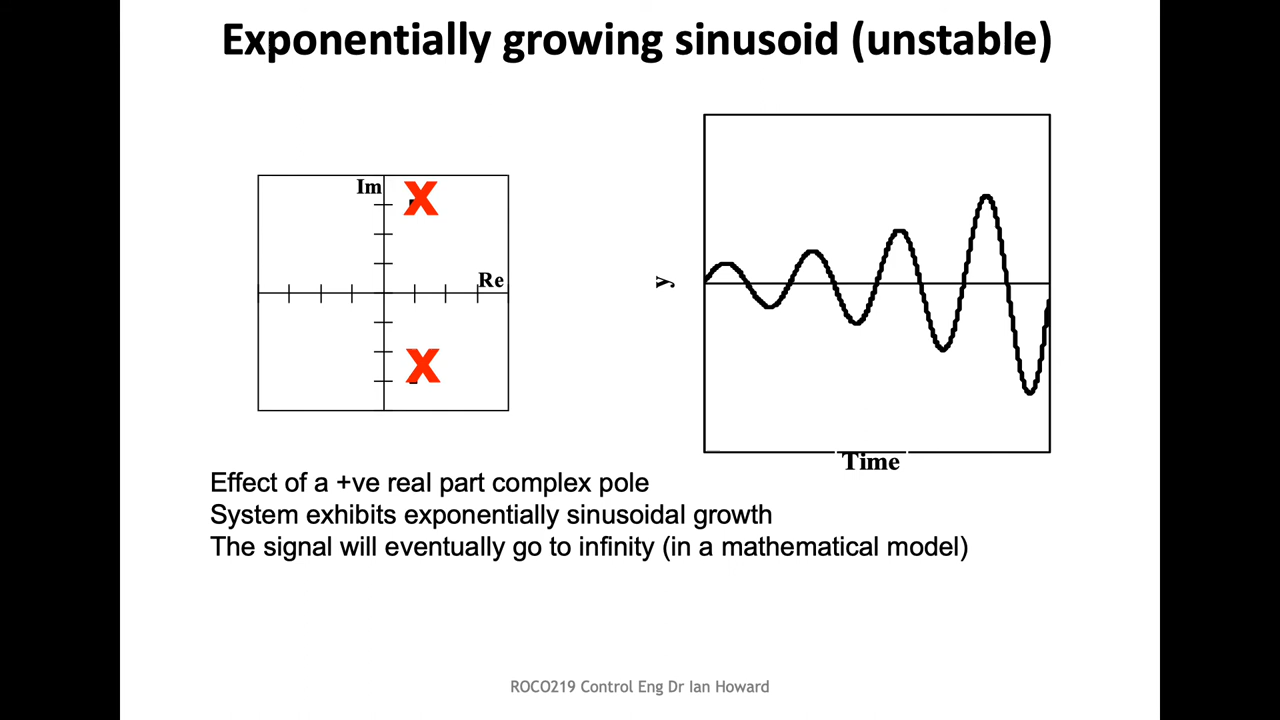 Exponentially growing sinusoid (unstable)
Im
X
Re
X
y
Time
Effect of a +ve real part complex pole
System exhibits exponentially sinusoidal growth
The signal will eventually go to infinity (in a mathematical model)
ROCO219 Control Eng Dr Ian Howard